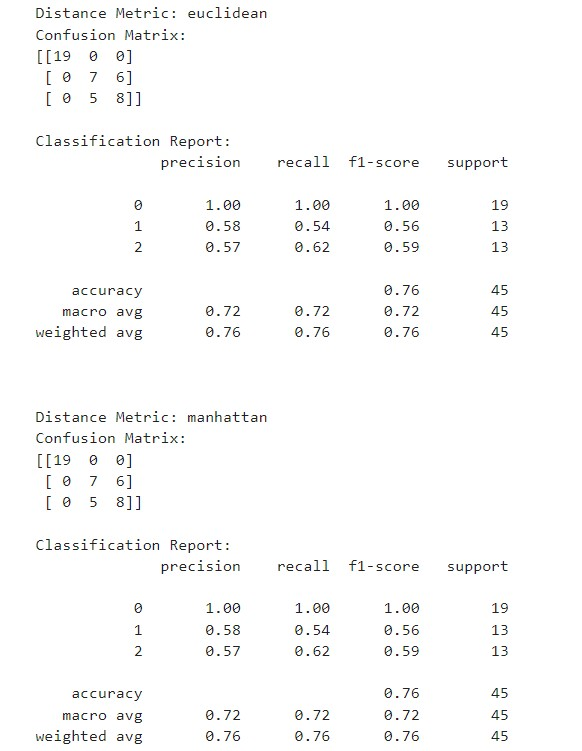 Distance Metric: euclidean
Confusion Matrix:
[[19  0  0]
 [ 0  7  6]
 [ 0  5  8]]
Classification Report:
              precision    recall  f1-score   support
           0       1.00      1.00      1.00        19
           1       0.58      0.54      0.56        13
           2       0.57      0.62      0.59        13
    accuracy                           0.76        45
   macro avg       0.72      0.72      0.72        45
weighted avg       0.76      0.76      0.76        45
Distance Metric: manhattan
Confusion Matrix:
[[19  0  0]
 [ 0  7  6]
 [ 0  5  8]]
Classification Report:
              precision    recall  f1-score   support
           0       1.00      1.00      1.00        19
           1       0.58      0.54      0.56        13
           2       0.57      0.62      0.59        13
    accuracy                           0.76        45
   macro avg       0.72      0.72      0.72        45
weighted avg       0.76      0.76      0.76        45